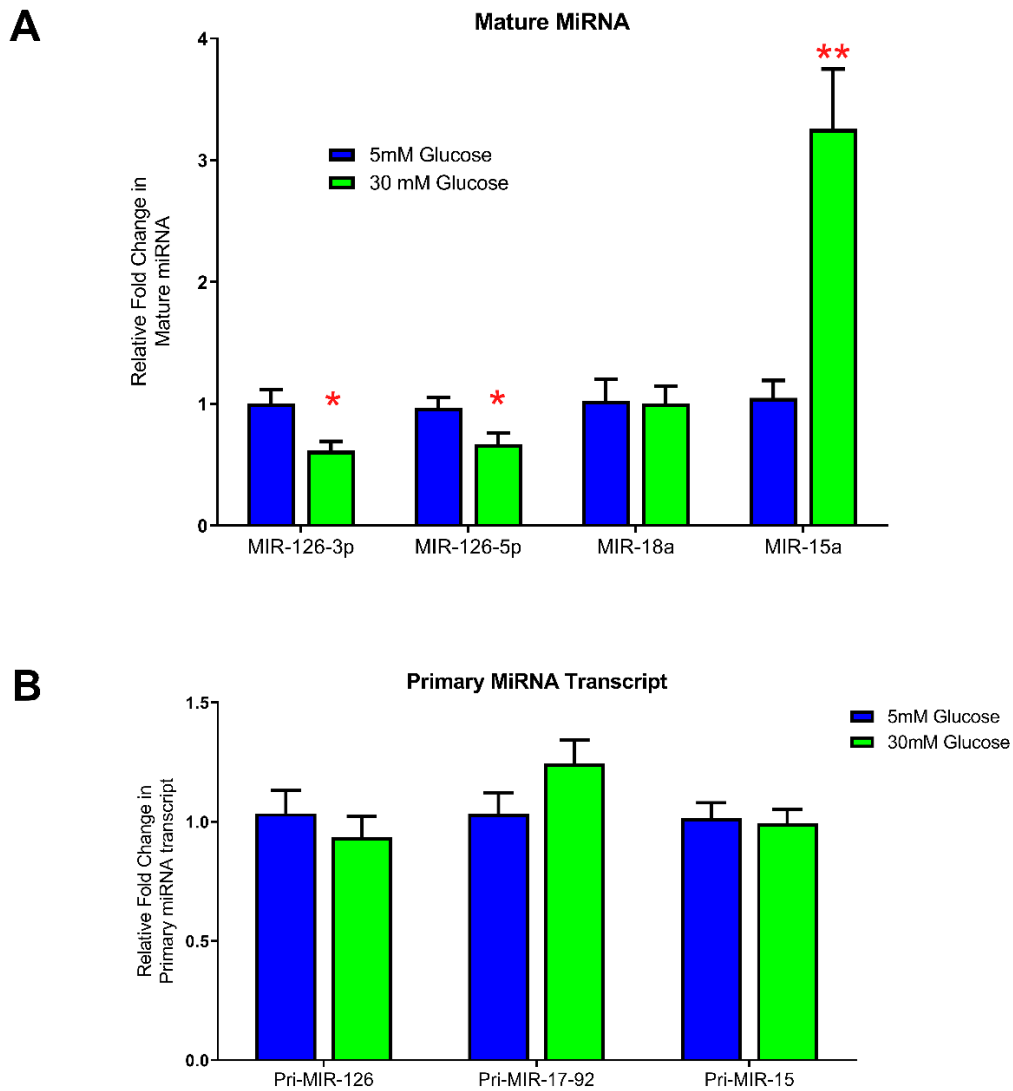 A
Mature MiRNA
Relative Fold Change in
Mature miRNA
4
3
2
1
0
5mM Glucose
30 mM Glucose
*
*
**
MIR-126-3p
MIR-126-5p
MIR-18a
MIR-15a
B
Primary MiRNA Transcript
Relative Fold Change in
Primary miRNA transcript
1.5
1.0
0.5
0.0
5mM Glucose
30mM Glucose
Pri-MIR-126
Pri-MIR-17-92
Pri-MIR-15